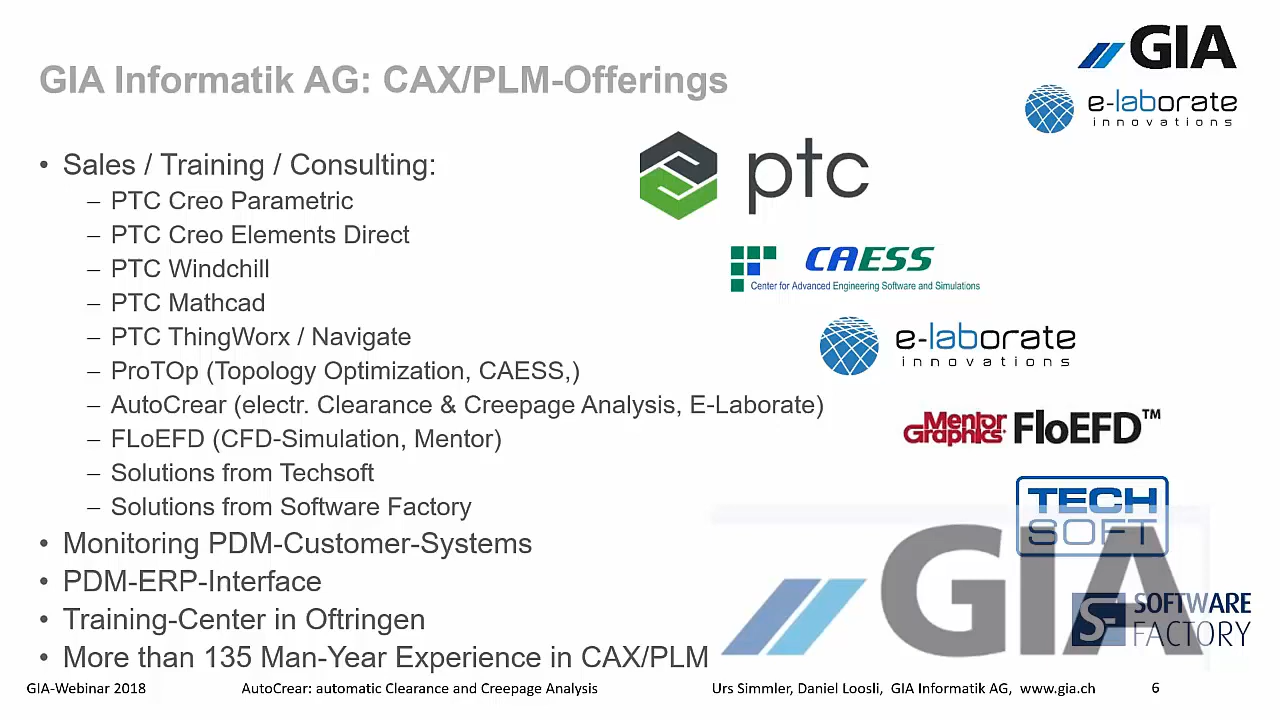 GIA
e-laborate
innovations
GIA Informatik AG: CAX/PLM-Offerings
• Sales / Training / Consulting:
– PTC Creo Parametric
– PTC Creo Elements Direct
– PTC Windchill
– PTC Mathcad
– PTC ThingWorx / Navigate
– ProTOp (Topology Optimization, CAESS,)
– AutoCrear (electr. Clearance & Creepage Analysis, E-Laborate)
– FLoEFD (CFD-Simulation, Mentor)
– Solutions from Techsoft
– Solutions from Software Factory
• Monitoring PDM-Customer-Systems
• PDM-ERP-Interface
• Training-Center in Oftringen
• More than 135 Man-Year Experience in CAX/PLM
ptc
CAESS
Center for Advanced Engineering Software and Simulations
e-laborate
innovations
Mentor
Graphics FloEFD™
TECH
SOFT
GIA
SF SOFTWARE
FACTORY
GIA-Webinar 2018 AutoCrear: automatic Clearance and Creepage Analysis Urs Simmler, Daniel Loosli, GIA Informatik AG, www.gia.ch 6